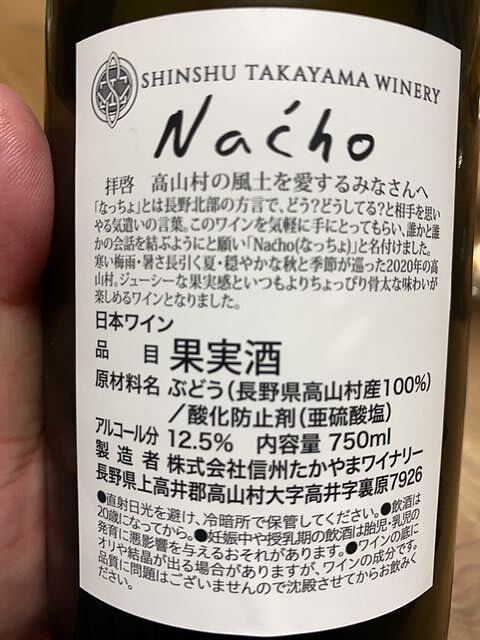 SHINSHU TAKAYAMA WINERY
Naćho
拝啓 高山村の風土を愛するみなさんへ
「なっちょ」とは長野北部の方言で、どう?どうしてる?と相手を思い
やる気遣いの言葉。このワインを気軽に手にとってもらい、誰かと誰
かの会話を結ぶようにと願い「Nacho(なっちょ)」と名付けました。
寒い梅雨・暑さ長引く夏・穏やかな秋と季節が巡った2020年の高
山村。ジューシーな果実感といつもよりちょっぴり骨太な味わいが
楽しめるワインとなりました。
日本ワイン
品目 果実酒
原材料名 ぶどう(長野県高山村産100%)
/酸化防止剤(亜硫酸塩)
アルコール分 12.5% 内容量 750ml
製造者 株式会社信州たかやまワイナリー
長野県上高井郡高山村大字高井字裏原7926
●直射日光を避け、冷暗所で保管してください。●飲酒は
20歳になってから。●妊娠中や授乳期の飲酒は胎児・乳児の
発育に悪影響を与えるおそれがあります。●ワインの底に
オリや結晶が出る場合がありますが、ワインの成分です。
品質に問題はございませんので沈殿させてからお飲みく
ださい。